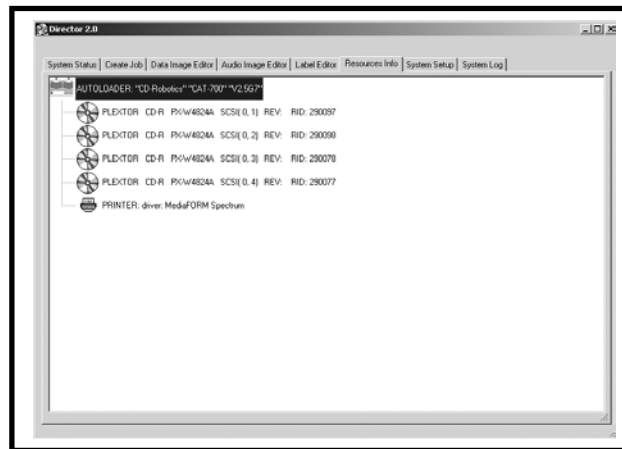 Director 2.0
System Status Create Job Data Image Editor Audio Image Editor Label Editor Resources Info System Setup System Log
AUTOLOADER: "CD-Robotics" "CAT-700" "V2.5G7"
PLEXTOR CD-R PX-W4824A SCSI( 0, 1) REV: RID: 290097
PLEXTOR CD-R PX-W4824A SCSI( 0, 2) REV: RID: 290098
PLEXTOR CD-R PX-W4824A SCSI( 0, 3) REV: RID: 290078
PLEXTOR CD-R PX-W4824A SCSI( 0, 4) REV: RID: 290077
PRINTER: driver: MediaFORM Spectrum